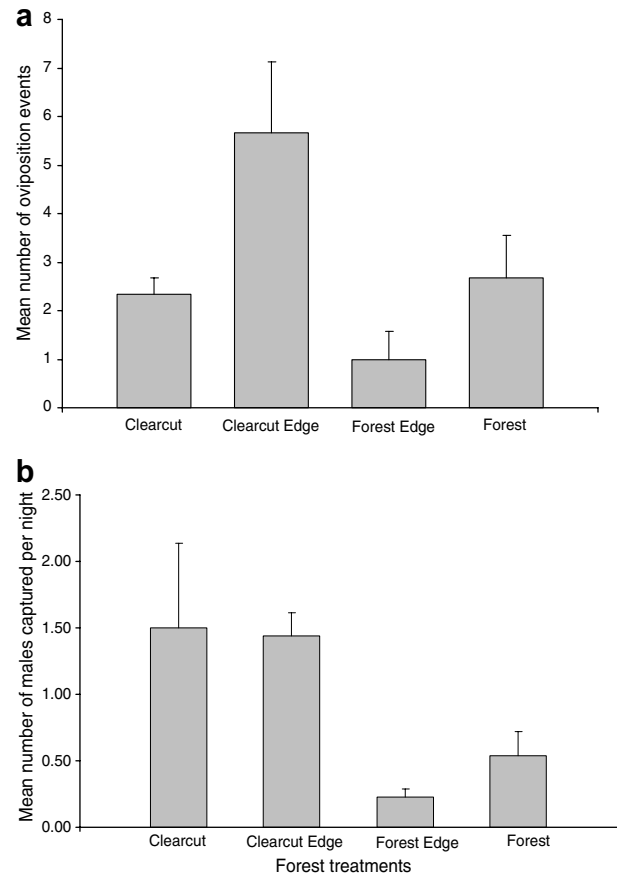 a
Mean number of oviposition events
8
7
6
5
4
3
2
1
0
Clearcut Clearcut Edge Forest Edge Forest
b
Mean number of males captured per night
2.50
2.00
1.50
1.00
0.50
0.00
Clearcut Clearcut Edge Forest Edge Forest
Forest treatments